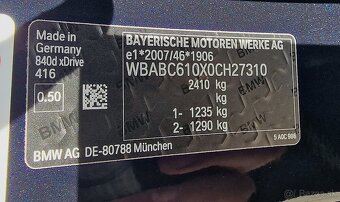 Made in
Germany
840d xDrive
416
0.50
BAYERISCHE MOTOREN WERKE AG
e1*2007/46*1906
WBABC610X0CH27310
2410 kg
kg
1- 1235 kg
2- 1290 kg
5 A0C 908
BMW AG DE-80788 München